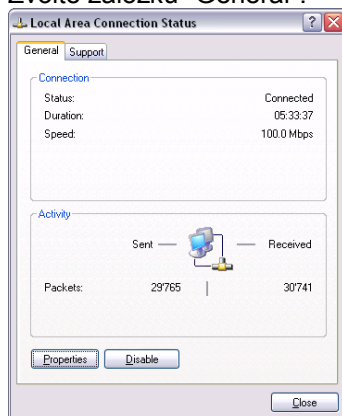 Zvolte záložku "General":
Local Area Connection Status
General Support
Connection
Status: Connected
Duration: 05:33:37
Speed: 100.0 Mbps
Activity
Sent Received
Packets: 29'765 30'741
Properties Disable
Close